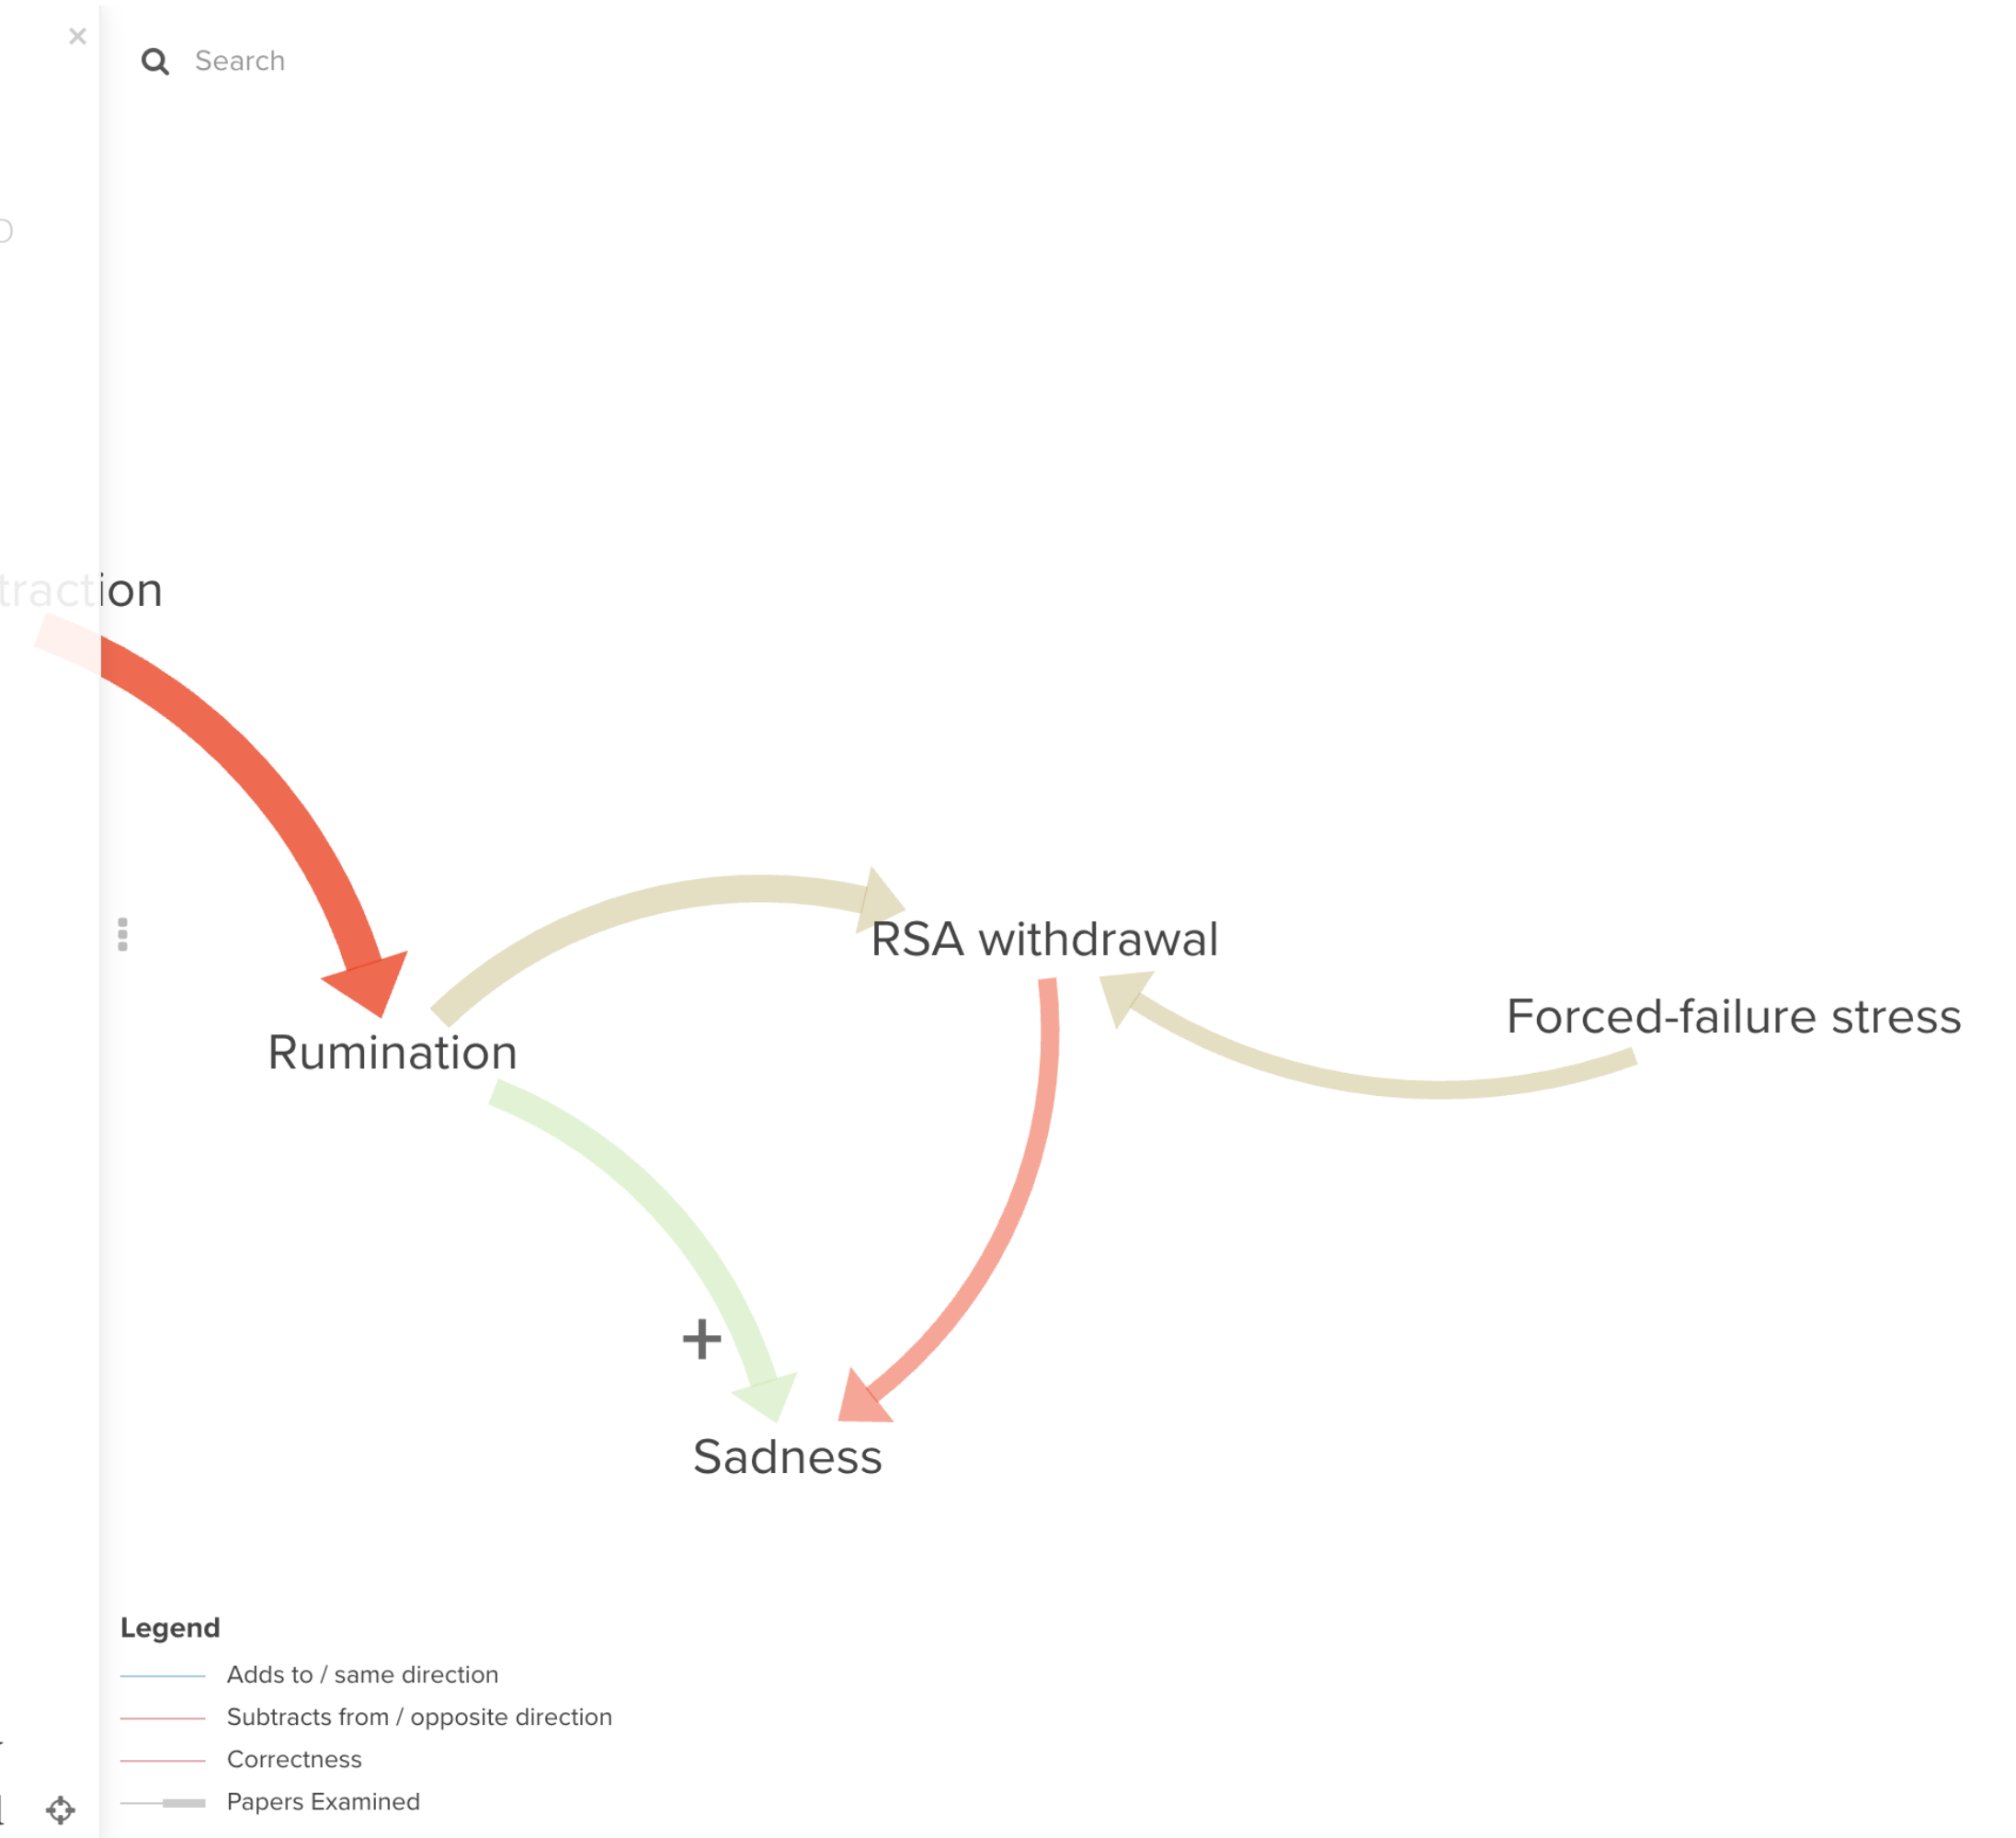 Search
traction
RSA withdrawal
Forced-failure stress
Rumination
+
Sadness
Legend
Adds to / same direction
Subtracts from / opposite direction
Correctness
Papers Examined